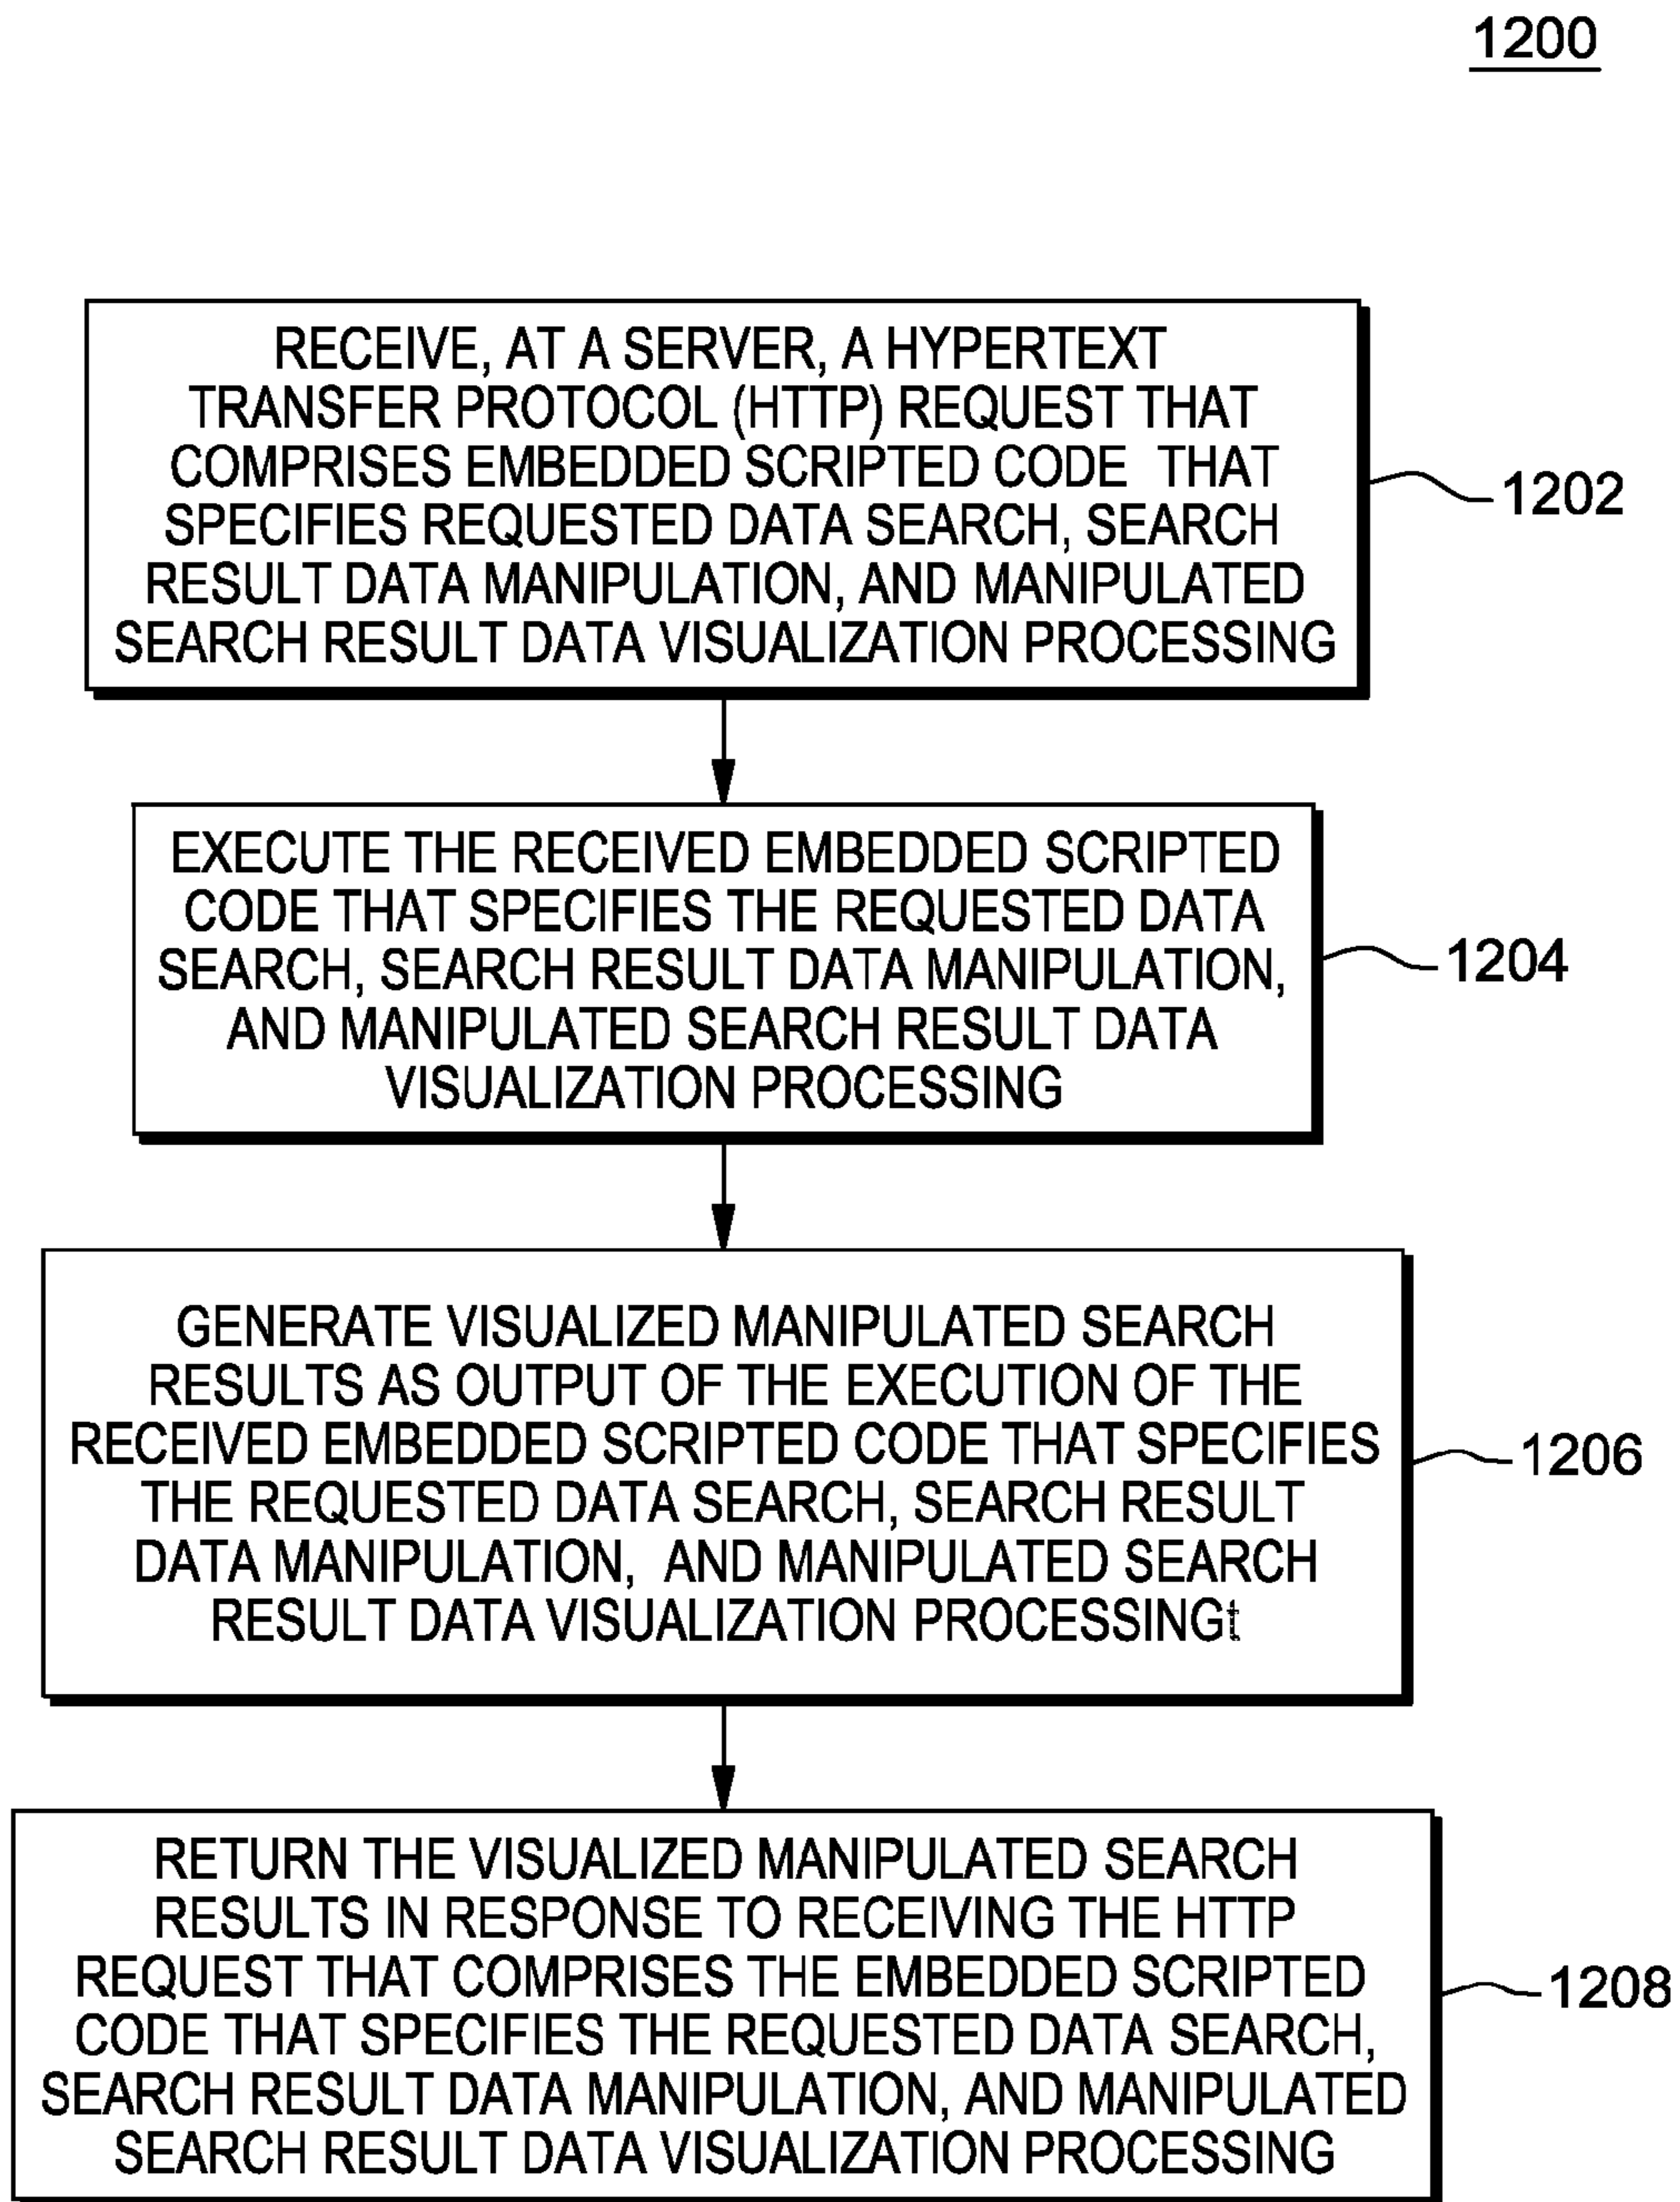 1200
RECEIVE, AT A SERVER, A HYPERTEXT
TRANSFER PROTOCOL (HTTP) REQUEST THAT
COMPRISES EMBEDDED SCRIPTED CODE THAT
SPECIFIES REQUESTED DATA SEARCH, SEARCH
RESULT DATA MANIPULATION, AND MANIPULATED
SEARCH RESULT DATA VISUALIZATION PROCESSING
1202
EXECUTE THE RECEIVED EMBEDDED SCRIPTED
CODE THAT SPECIFIES THE REQUESTED DATA
SEARCH, SEARCH RESULT DATA MANIPULATION,
AND MANIPULATED SEARCH RESULT DATA
VISUALIZATION PROCESSING
1204
GENERATE VISUALIZED MANIPULATED SEARCH
RESULTS AS OUTPUT OF THE EXECUTION OF THE
RECEIVED EMBEDDED SCRIPTED CODE THAT SPECIFIES
THE REQUESTED DATA SEARCH, SEARCH RESULT
DATA MANIPULATION, AND MANIPULATED SEARCH
RESULT DATA VISUALIZATION PROCESSINGt
1206
RETURN THE VISUALIZED MANIPULATED SEARCH
RESULTS IN RESPONSE TO RECEIVING THE HTTP
REQUEST THAT COMPRISES THE EMBEDDED SCRIPTED
CODE THAT SPECIFIES THE REQUESTED DATA SEARCH,
SEARCH RESULT DATA MANIPULATION, AND MANIPULATED
SEARCH RESULT DATA VISUALIZATION PROCESSING
1208